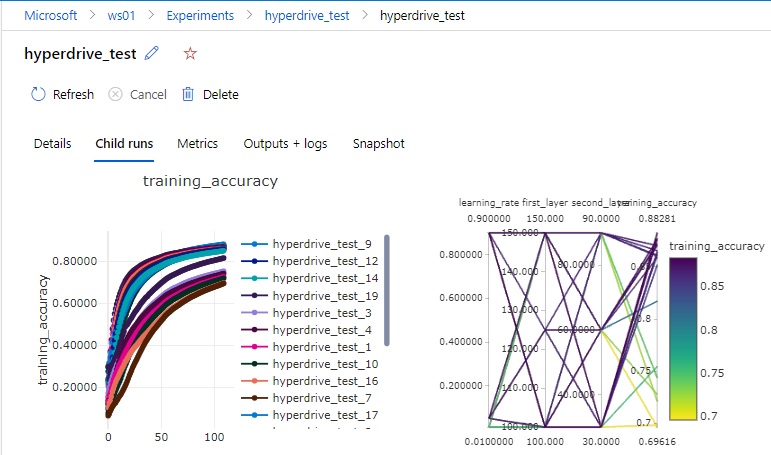 Microsoft > ws01 > Experiments > hyperdrive_test > hyperdrive_test
hyperdrive_test
Refresh Cancel Delete
Details Child runs Metrics Outputs + logs Snapshot
training_accuracy
training_accuracy
0.80000
0.60000
0.40000
0.20000
0 50 100
hyperdrive_test_9
hyperdrive_test_12
hyperdrive_test_14
hyperdrive_test_19
hyperdrive_test_3
hyperdrive_test_4
hyperdrive_test_1
hyperdrive_test_10
hyperdrive_test_16
hyperdrive_test_7
hyperdrive_test_17
learning_rate first_layer second_layer training_accuracy
0.900000 150.000 90.0000 0.88281
0.800000
0.600000
0.400000
0.200000
0.0100000
150.000
140.000
130.000
120.000
100.000
100.000
80.0000
60.0000
40.0000
30.0000
0.8
0.75
0.7
0.69616
training_accuracy
0.85
0.8
0.75
0.7